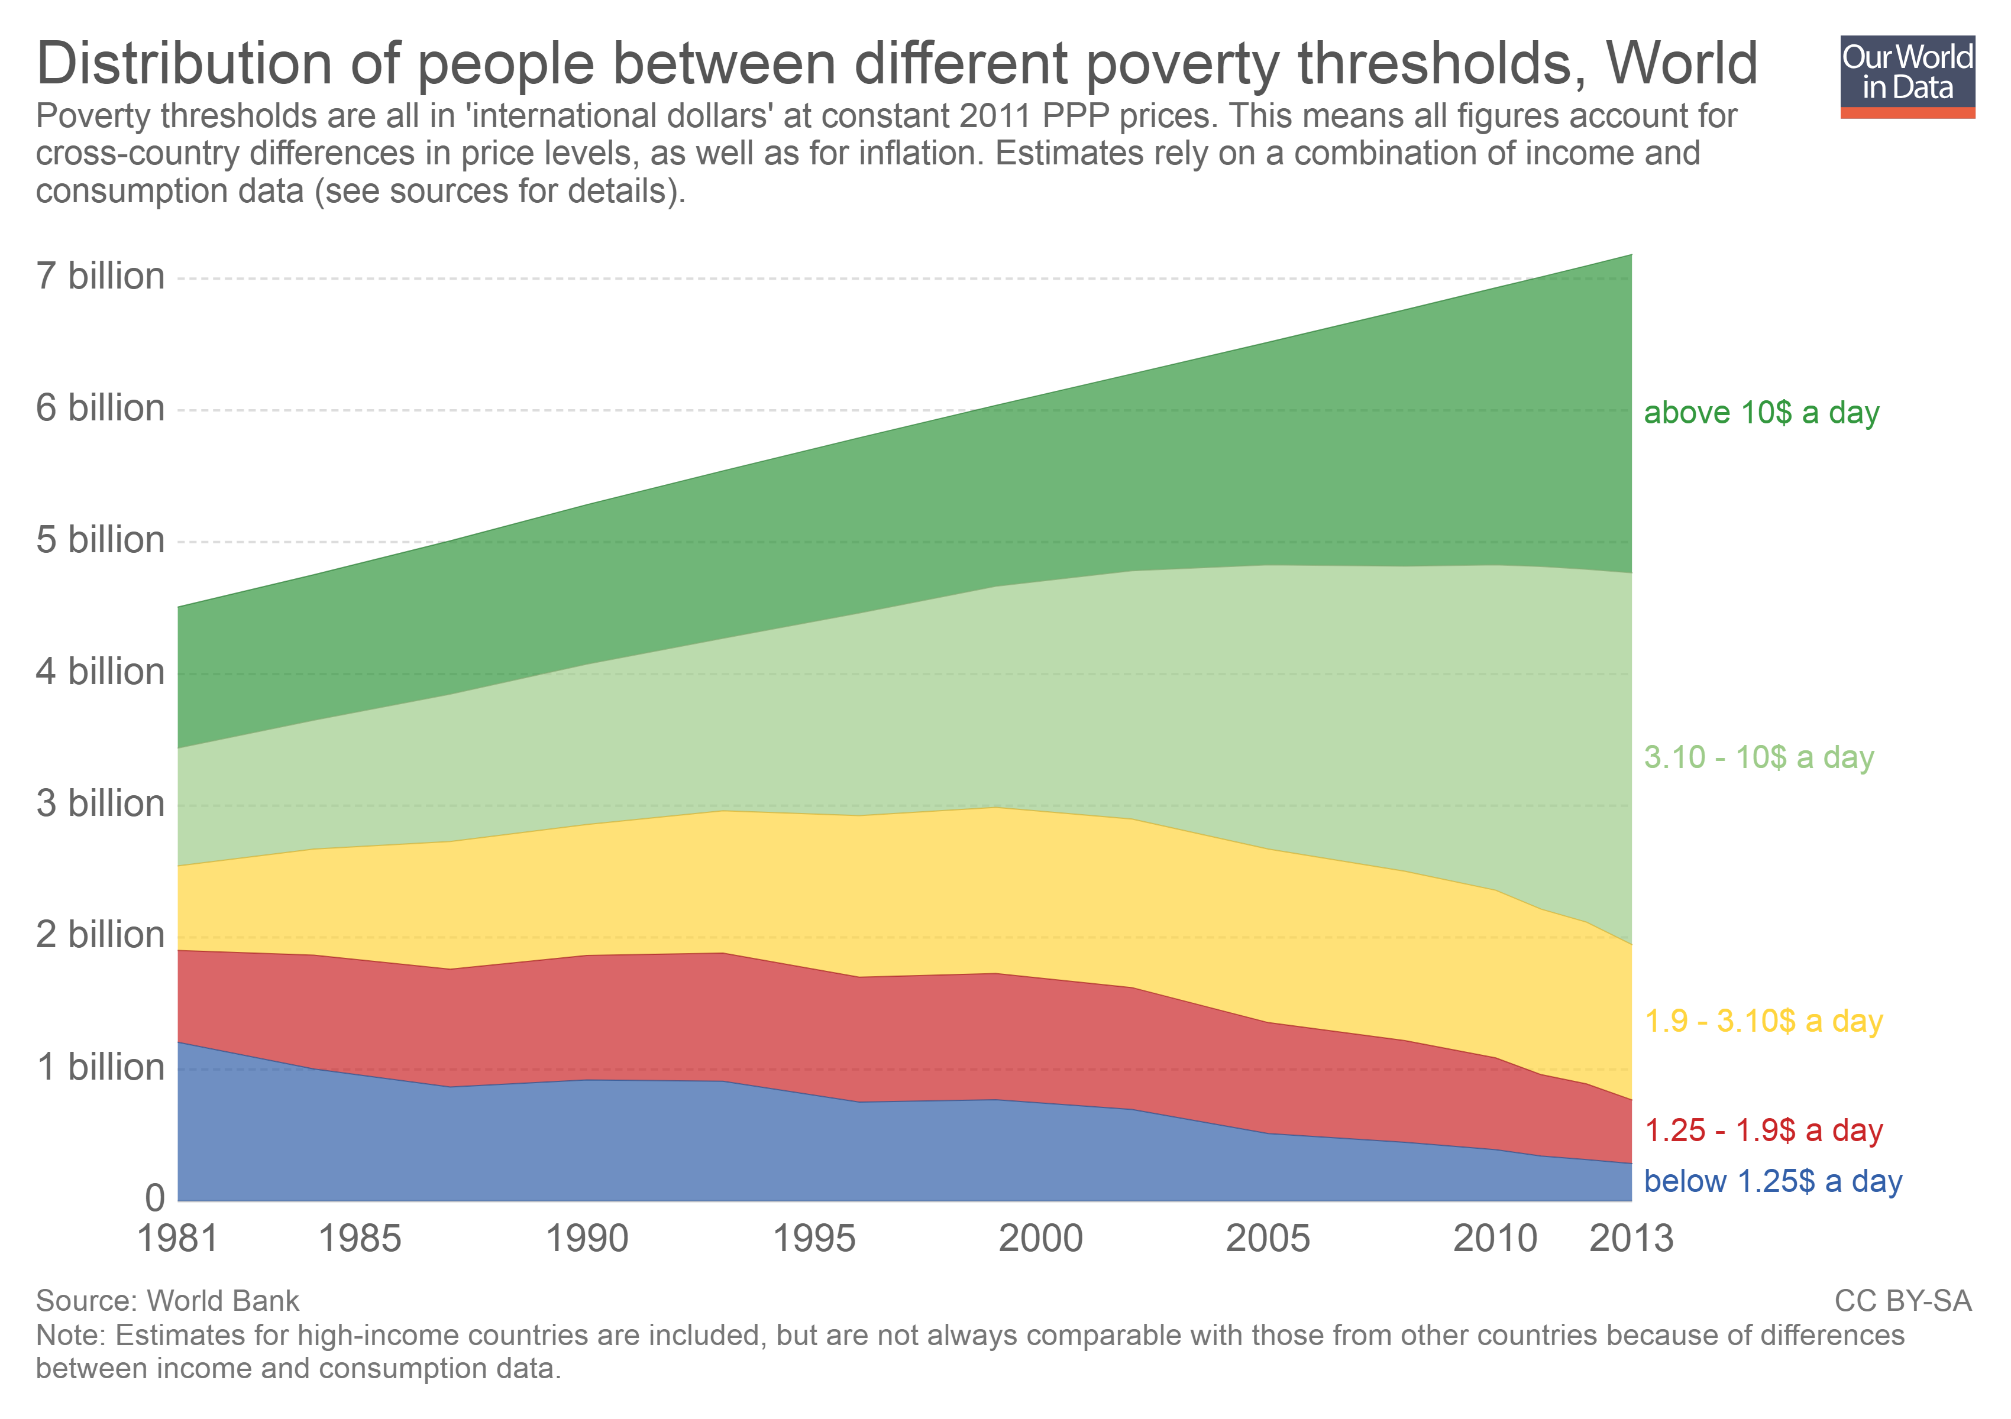 Distribution of people between different poverty thresholds, World
Our World
in Data
Poverty thresholds are all in 'international dollars' at constant 2011 PPP prices. This means all figures account for
cross-country differences in price levels, as well as for inflation. Estimates rely on a combination of income and
consumption data (see sources for details).
7 billion
6 billion
5 billion
4 billion
3 billion
2 billion
1 billion
0
above 10$ a day
3.10 - 10$ a day
1.9 - 3.10$ a day
1.25 - 1.9$ a day
below 1.25$ a day
1981 1985 1990 1995 2000 2005 2010 2013
Source: World Bank
CC BY-SA
Note: Estimates for high-income countries are included, but are not always comparable with those from other countries because of differences
between income and consumption data.